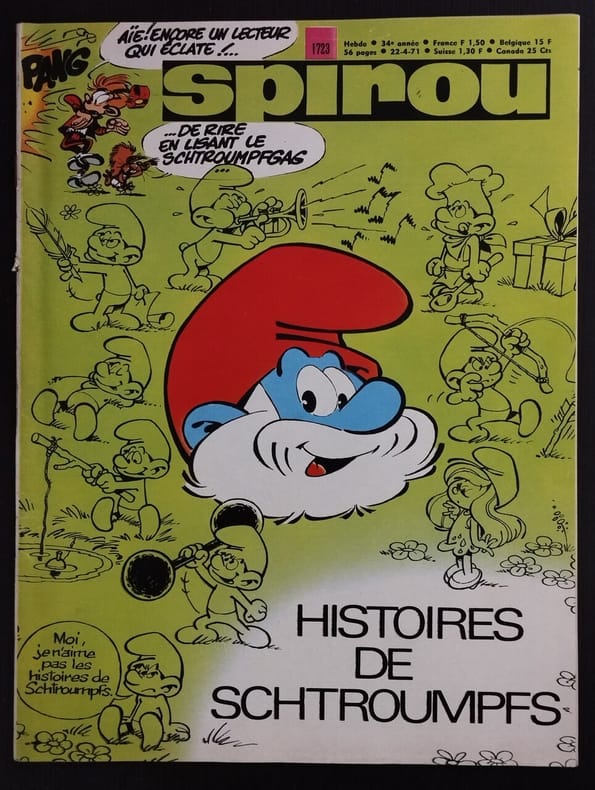 PANG
AÏE! ENCORE UN LECTEUR
QUI ÉCLATE !...
1723
Hebdo • 34e année • France F 1,50 • Belgique 15 F
56 pages • 22-4-71 • Suisse 1,30 F • Canada 25 Cts
spirou
...DE RIRE
EN LISANT LE
SCHTROUMPFGAS
HISTOIRES
DE
SCHTROUMPFS
Moi,
je n'aime
pas les
histoires de
Schtroumpfs.